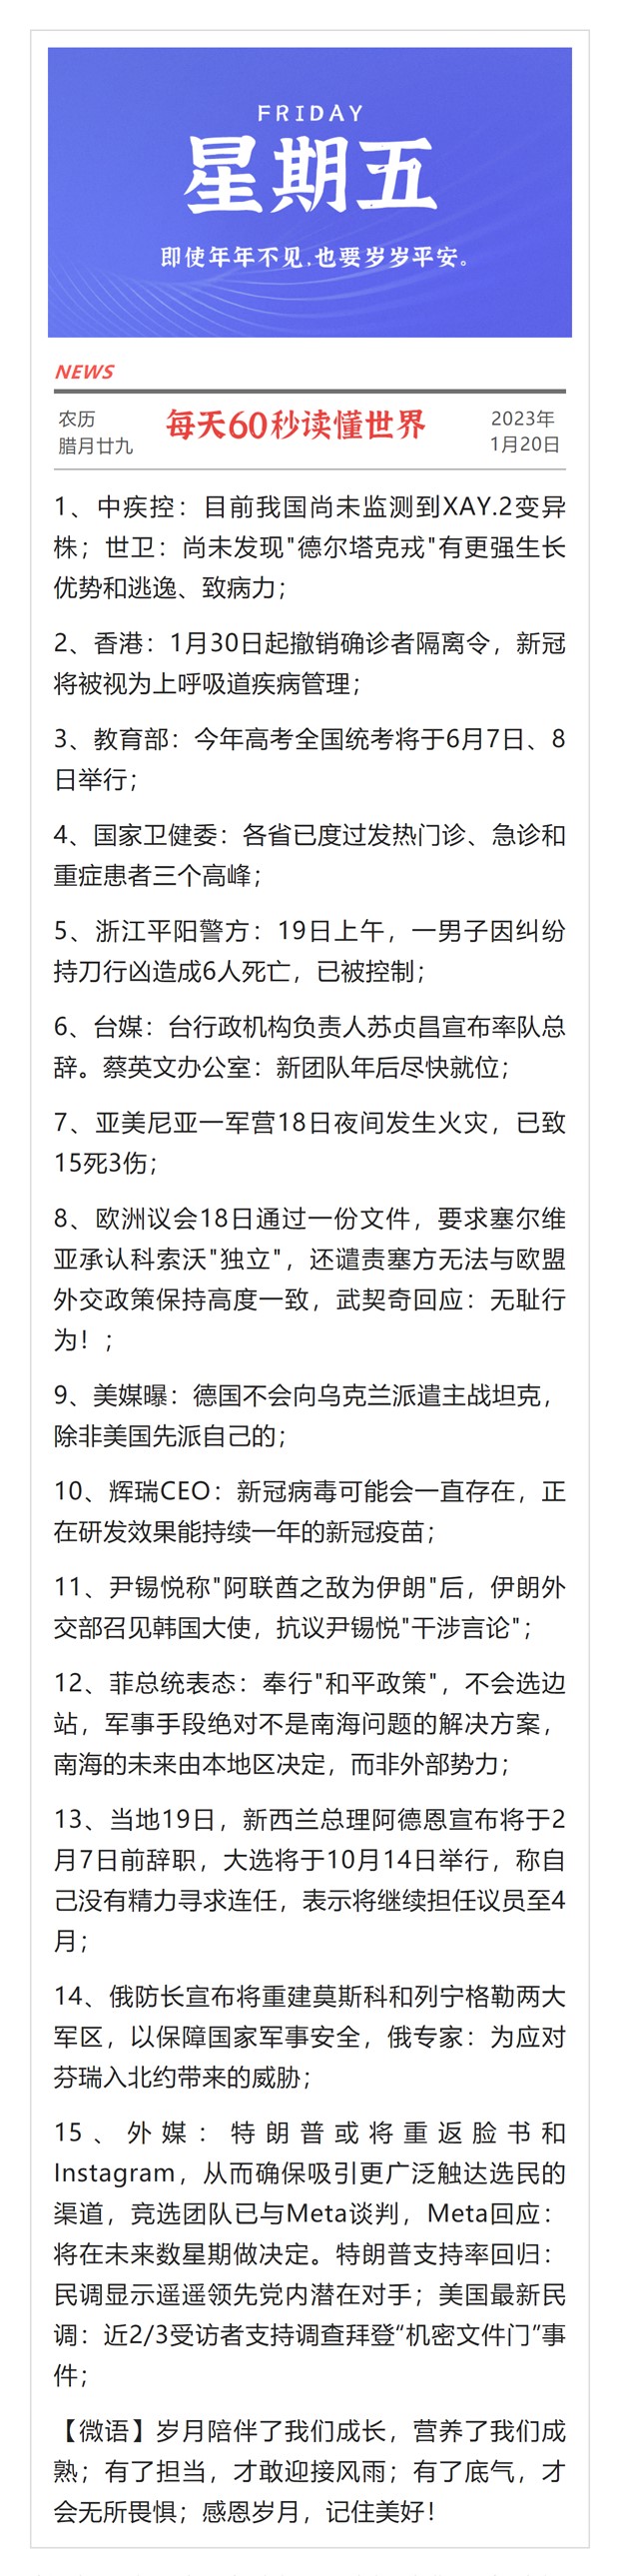 FRIDAY
星期五
即使年年不见,也要岁岁平安。
NEWS
农历
腊月廿九
每天60秒读懂世界
2023年
1月20日
1、中疾控：目前我国尚未监测到XAY.2变异
株；世卫：尚未发现"德尔塔克戎"有更强生长
优势和逃逸、致病力；
2、香港：1月30日起撤销确诊者隔离令，新冠
将被视为上呼吸道疾病管理；
3、教育部：今年高考全国统考将于6月7日、8
日举行；
4、国家卫健委：各省已度过发热门诊、急诊和
重症患者三个高峰；
5、浙江平阳警方：19日上午，一男子因纠纷
持刀行凶造成6人死亡，已被控制；
6、台媒：台行政机构负责人苏贞昌宣布率队总
辞。蔡英文办公室：新团队年后尽快就位；
7、亚美尼亚一军营18日夜间发生火灾，已致
15死3伤；
8、欧洲议会18日通过一份文件，要求塞尔维
亚承认科索沃"独立"，还谴责塞方无法与欧盟
外交政策保持高度一致，武契奇回应：无耻行
为！；
9、美媒曝：德国不会向乌克兰派遣主战坦克，
除非美国先派自己的；
10、辉瑞CEO：新冠病毒可能会一直存在，正
在研发效果能持续一年的新冠疫苗；
11、尹锡悦称"阿联酋之敌为伊朗"后，伊朗外
交部召见韩国大使，抗议尹锡悦"干涉言论"；
12、菲总统表态：奉行"和平政策"，不会选边
站，军事手段绝对不是南海问题的解决方案，
南海的未来由本地区决定，而非外部势力；
13、当地19日，新西兰总理阿德恩宣布将于2
月7日前辞职，大选将于10月14日举行，称自
己没有精力寻求连任，表示将继续担任议员至4
月；
14、俄防长宣布将重建莫斯科和列宁格勒两大
军区，以保障国家军事安全，俄专家：为应对
芬瑞入北约带来的威胁；
15、外媒：特朗普或将重返脸书和
Instagram，从而确保吸引更广泛触达选民的
渠道，竞选团队已与Meta谈判，Meta回应：
将在未来数星期做决定。特朗普支持率回归：
民调显示遥遥领先党内潜在对手；美国最新民
调：近2/3受访者支持调查拜登“机密文件门”事
件；
【微语】岁月陪伴了我们成长，营养了我们成
熟；有了担当，才敢迎接风雨；有了底气，才
会无所畏惧；感恩岁月，记住美好！